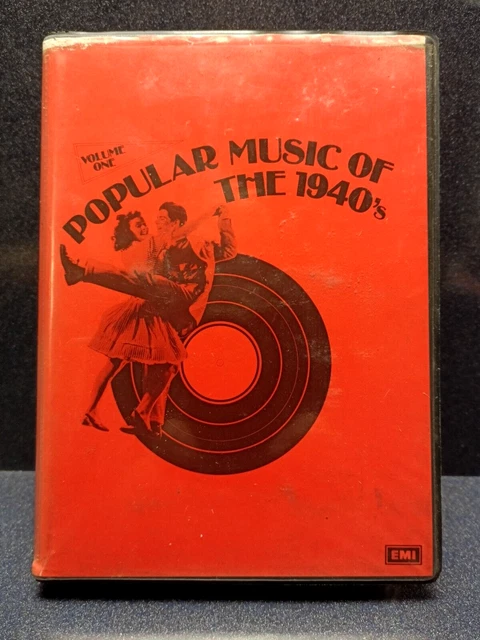 VOLUME
ONE
POPULAR MUSIC OF
THE 1940's
EMI